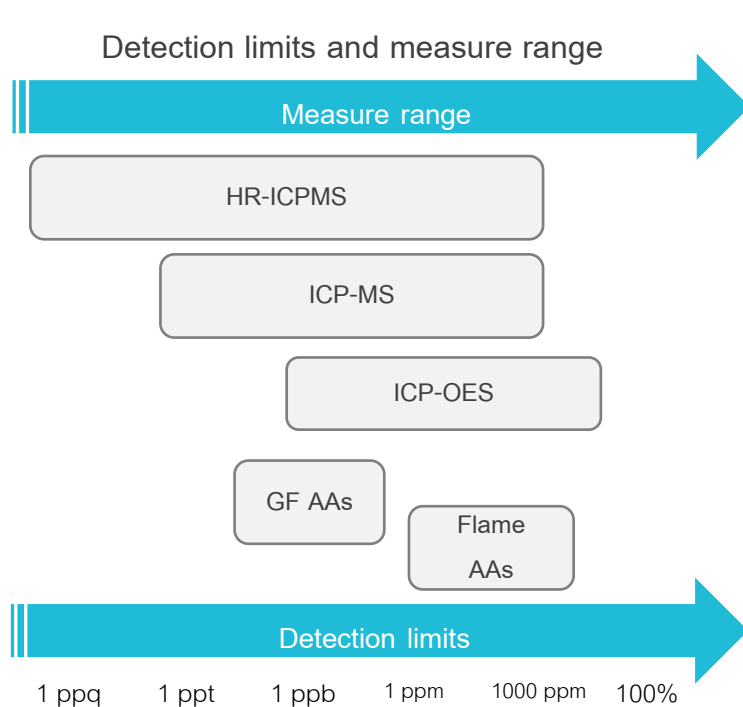 Detection limits and measure range
Measure range
HR-ICPMS
ICP-MS
ICP-OES
GF AAs
Flame
AAs
Detection limits
1 ppq 1 ppt 1 ppb 1 ppm 1000 ppm 100%